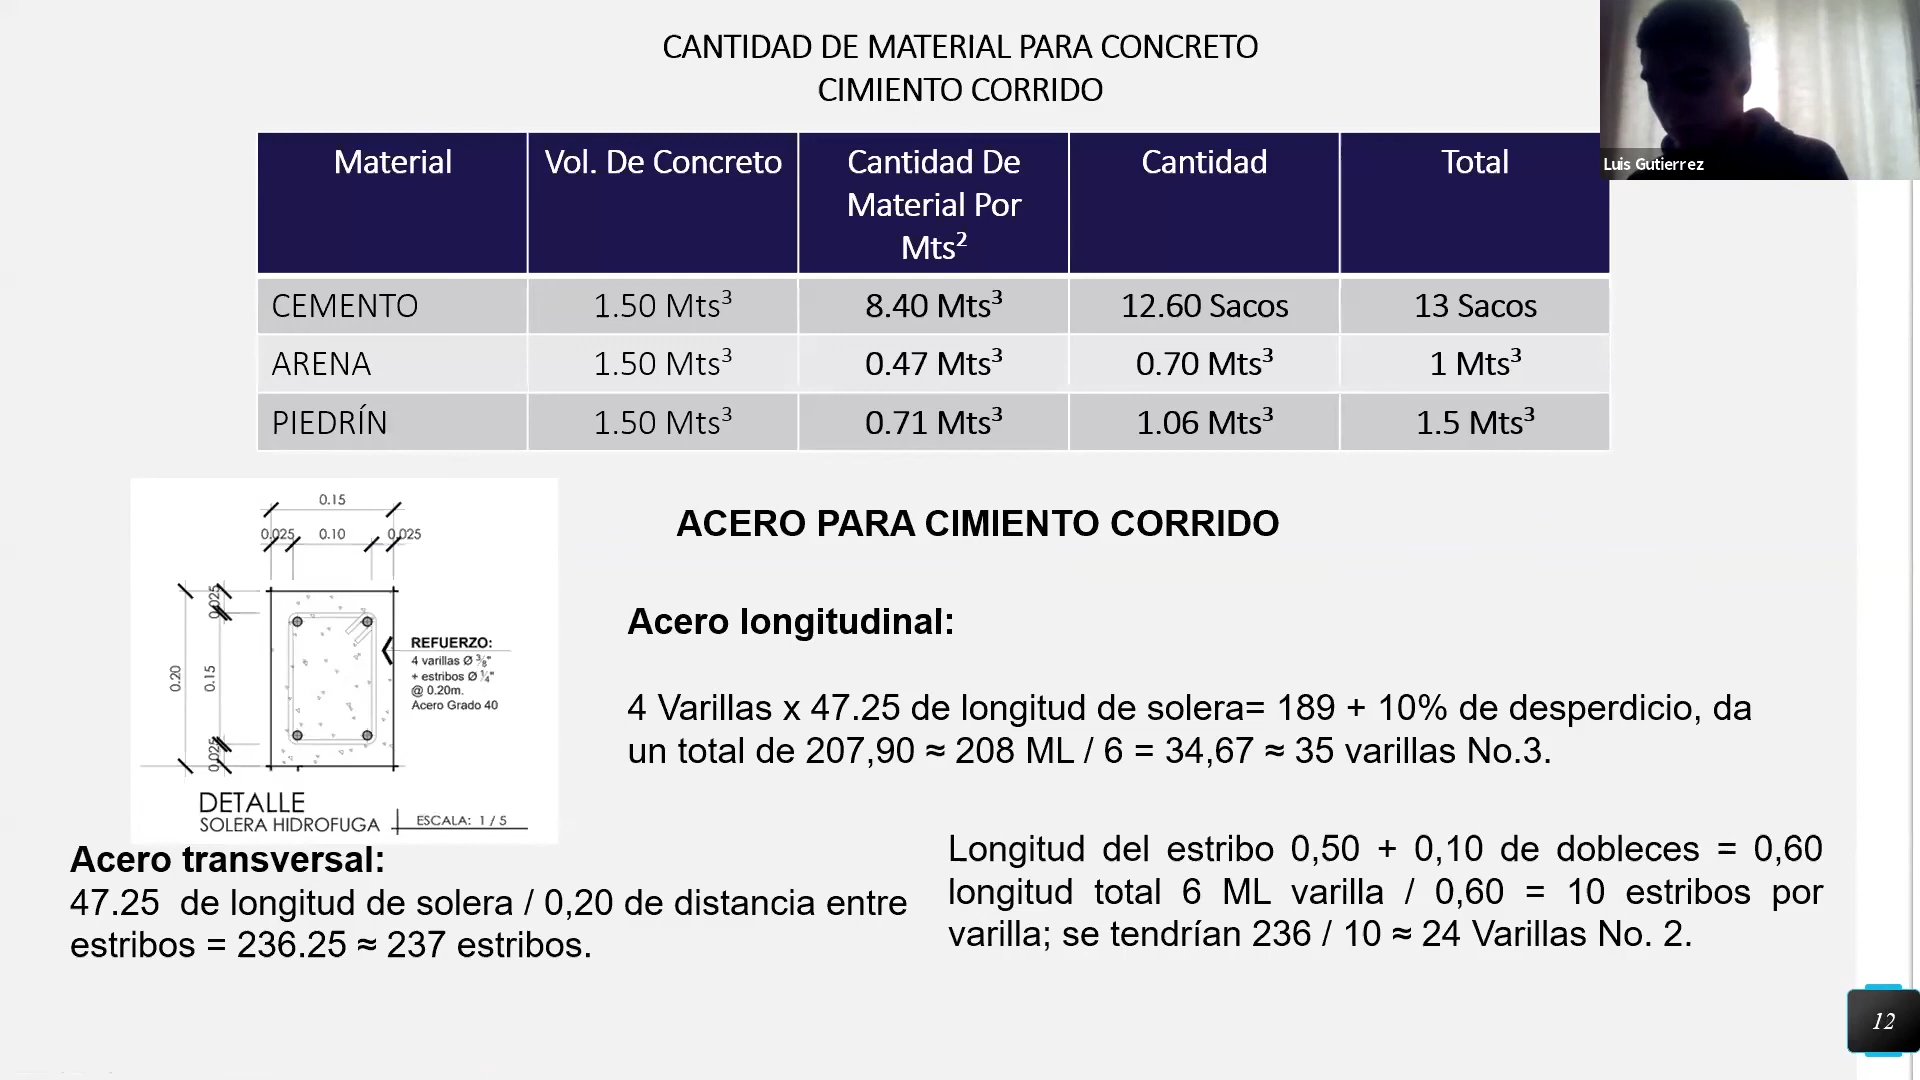 CANTIDAD DE MATERIAL PARA CONCRETO
CIMIENTO CORRIDO
Luis Gutierrez
Material Vol. De Concreto Cantidad De Material Por Mts² Cantidad Total
CEMENTO 1.50 Mts³ 8.40 Mts³ 12.60 Sacos 13 Sacos
ARENA 1.50 Mts³ 0.47 Mts³ 0.70 Mts³ 1 Mts³
PIEDRÍN 1.50 Mts³ 0.71 Mts³ 1.06 Mts³ 1.5 Mts³
0.15
0.025 0.10 0.025
0.025
0.20 0.15
0.025
REFUERZO:
4 varillas Ø 3/8"
+ estribos Ø 1/4"
@ 0.20m.
Acero Grado 40
DETALLE
SOLERA HIDROFUGA
ESCALA: 1 / 5
ACERO PARA CIMIENTO CORRIDO
Acero longitudinal:
4 Varillas x 47.25 de longitud de solera= 189 + 10% de desperdicio, da
un total de 207,90 ≈ 208 ML / 6 = 34,67 ≈ 35 varillas No.3.
Acero transversal:
47.25 de longitud de solera / 0,20 de distancia entre
estribos = 236.25 ≈ 237 estribos.
Longitud del estribo 0,50 + 0,10 de dobleces = 0,60
longitud total 6 ML varilla / 0,60 = 10 estribos por
varilla; se tendrían 236 / 10 ≈ 24 Varillas No. 2.
12